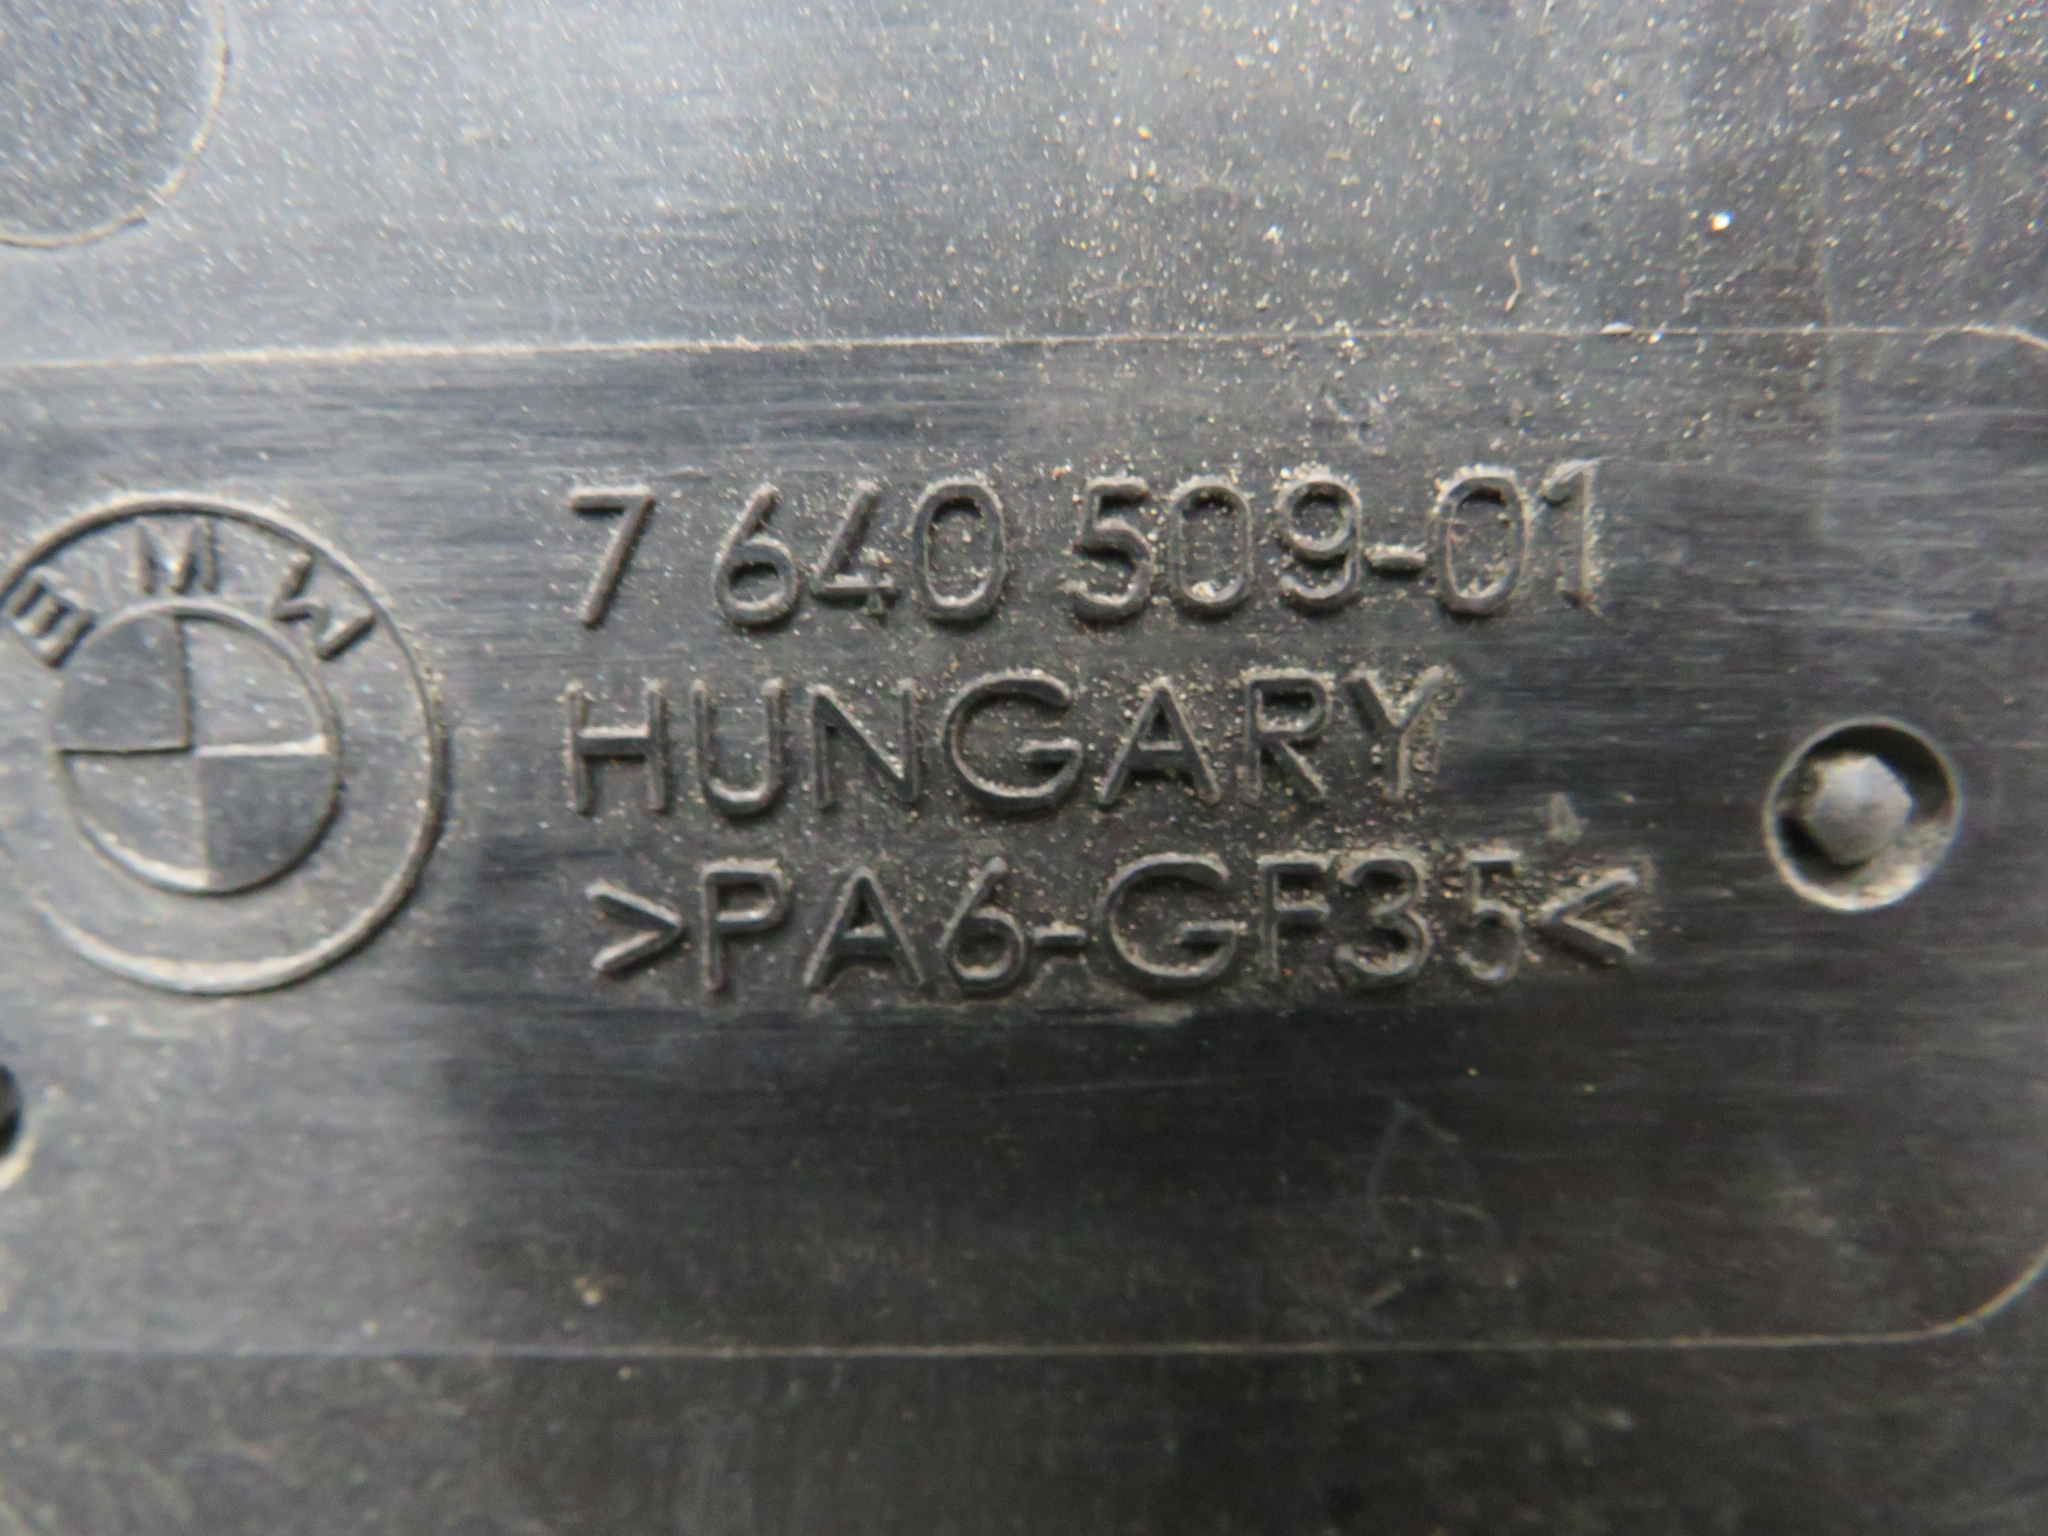 BMW
7 640 509-01
HUNGARY
>PA6-GF35<